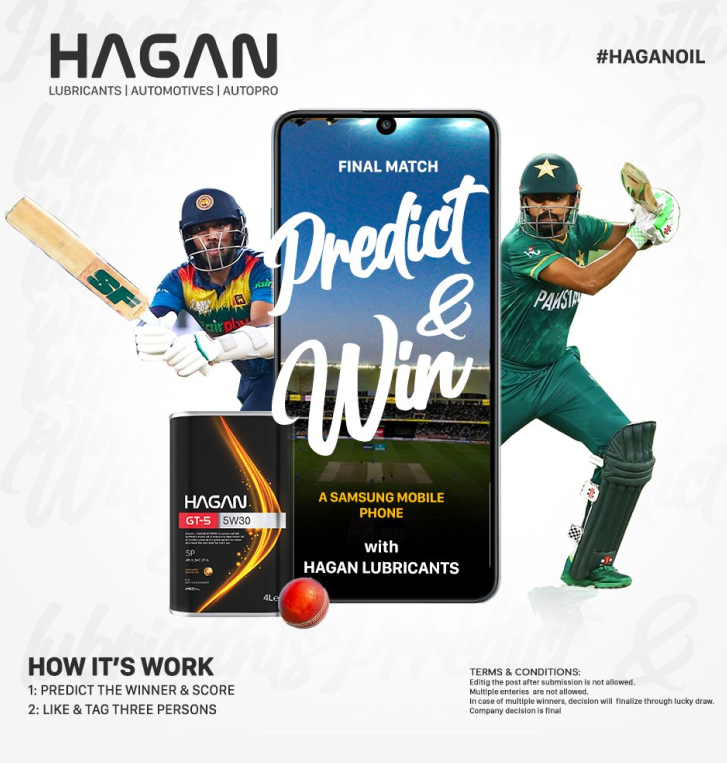 HAGAN
LUBRICANTS | AUTOMOTIVES | AUTOPRO
#HAGANOIL
FINAL MATCH
Predict
&
Win
A SAMSUNG MOBILE
PHONE
with
HAGAN LUBRICANTS
PAKISTA
HAGAN
GT-5 5W30
SP
4L
HOW IT'S WORK
1: PREDICT THE WINNER & SCORE
2: LIKE & TAG THREE PERSONS
TERMS & CONDITIONS:
Editig the post after submission is not allowed.
Multiple enteries are not allowed.
In case of multiple winners, decision will finalize through lucky draw.
Company decision is final